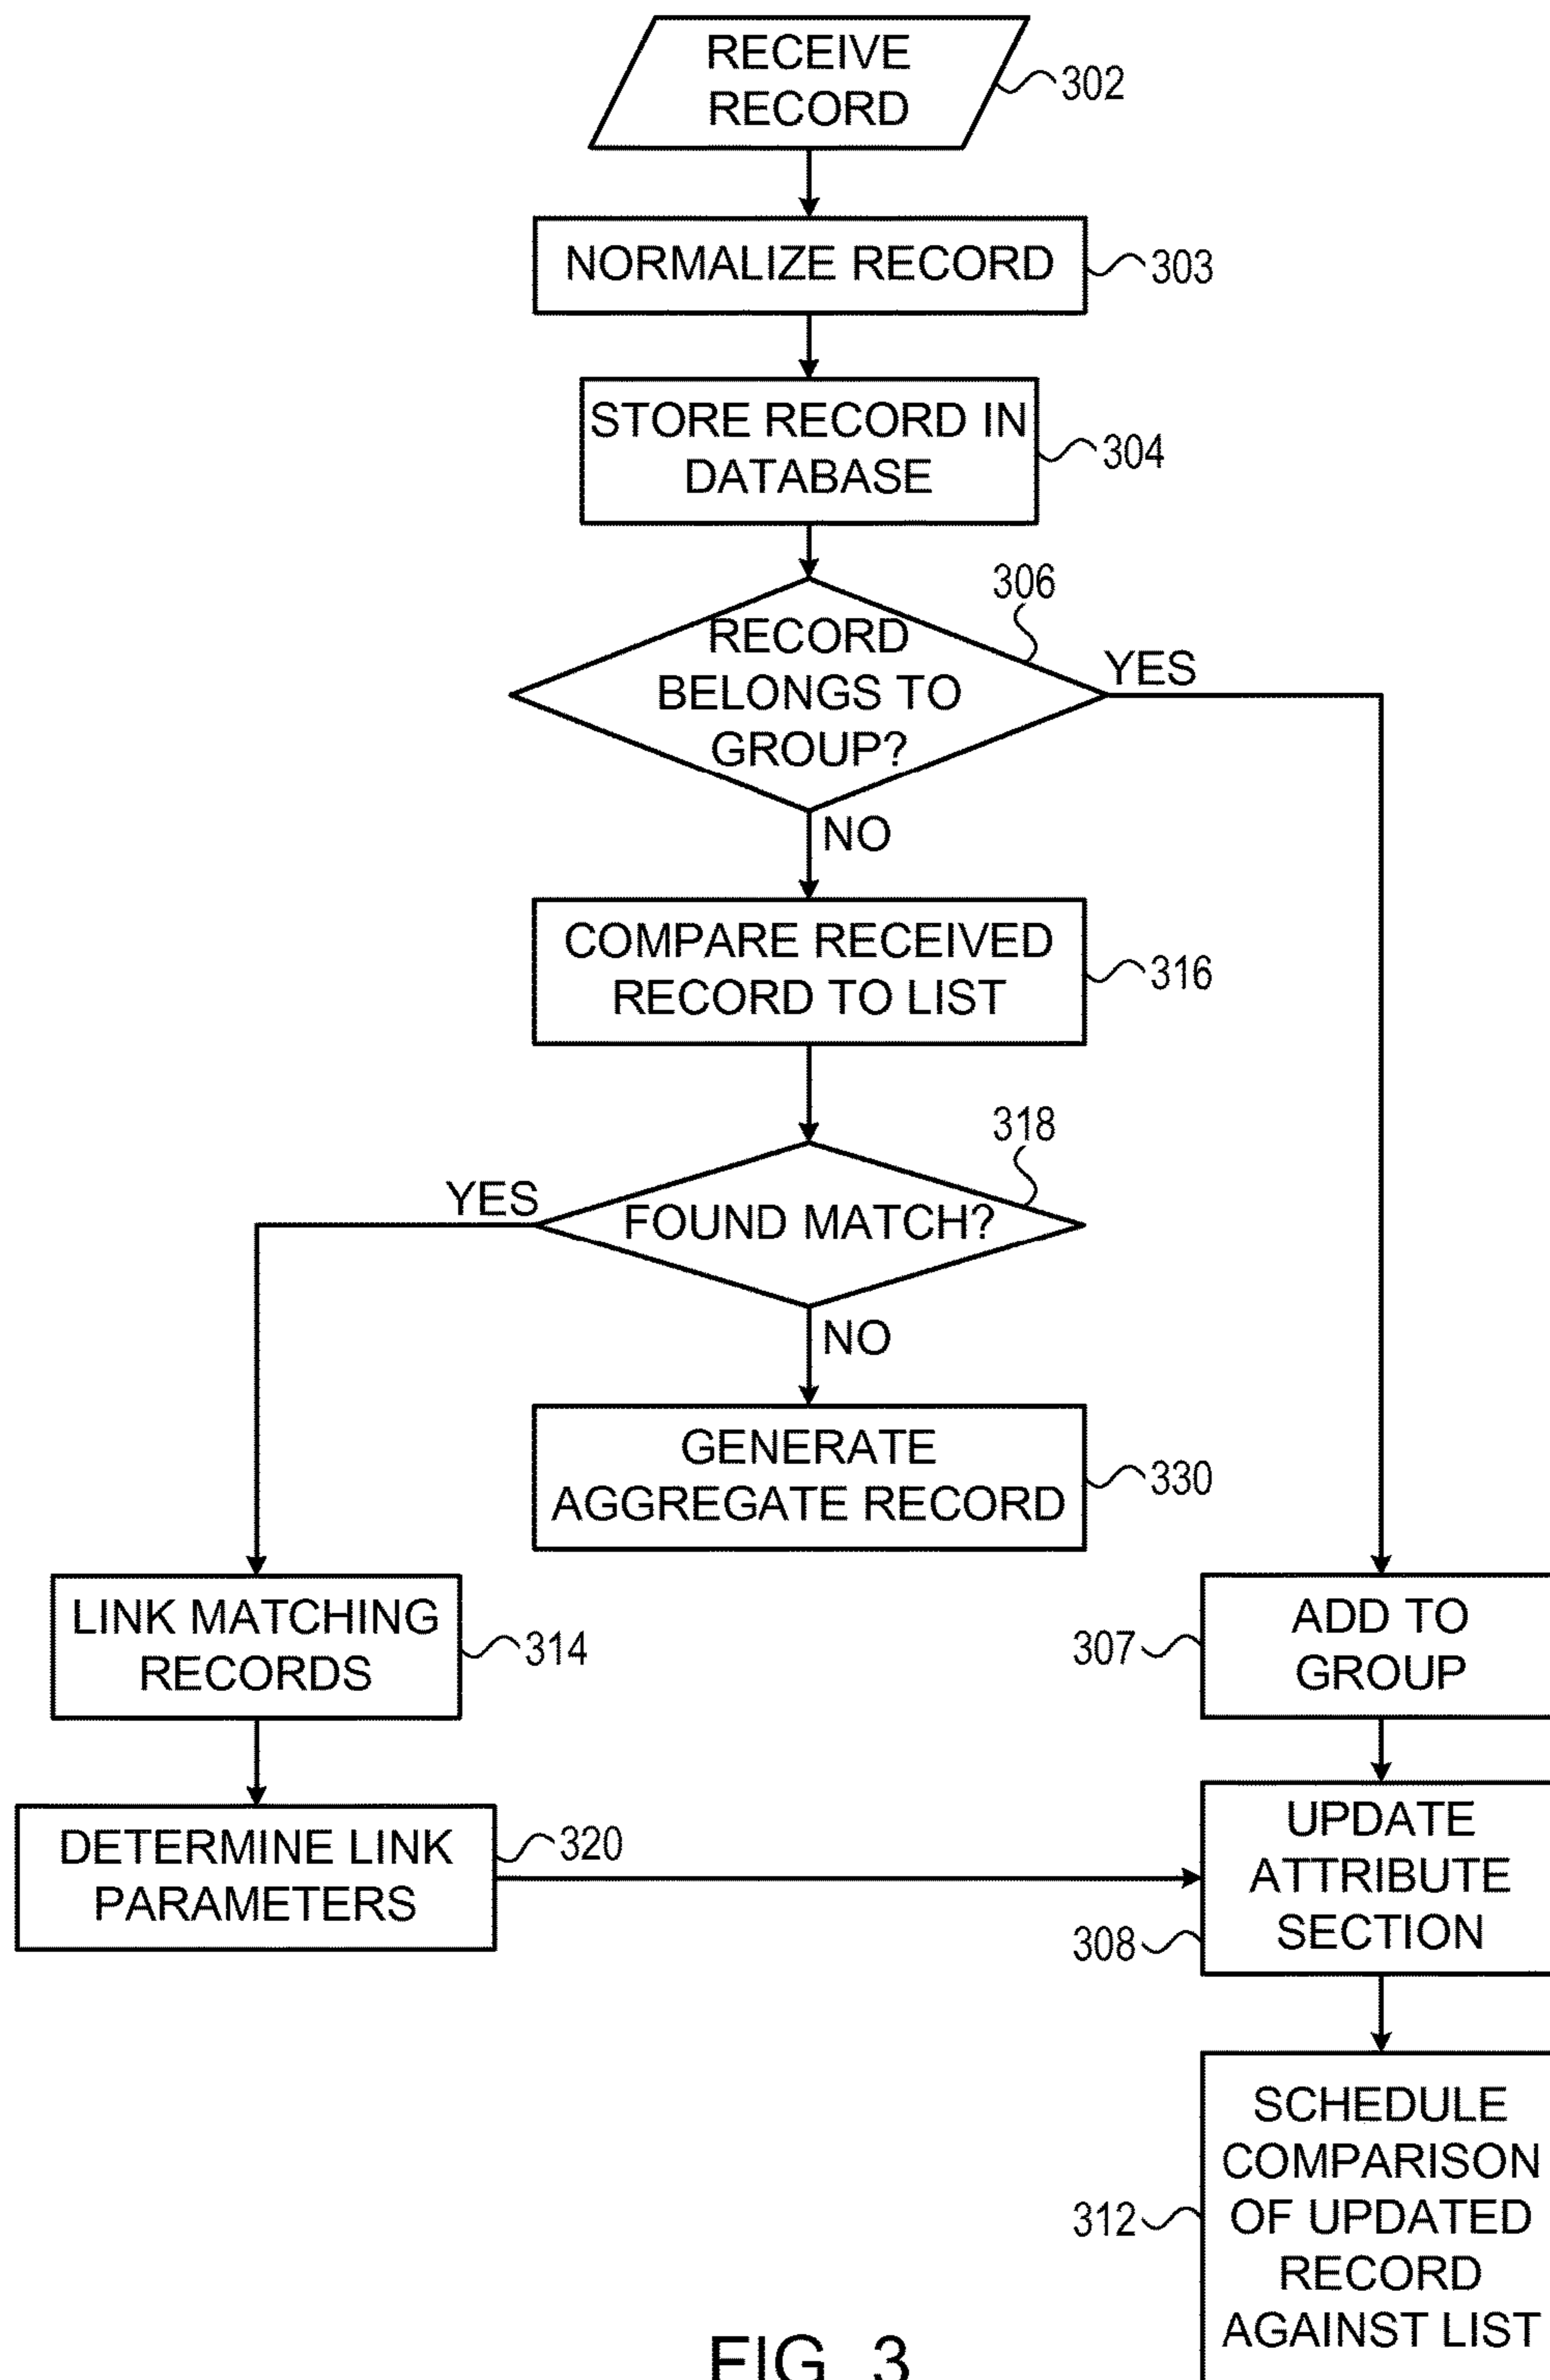 RECEIVE
RECORD
302
NORMALIZE RECORD
303
STORE RECORD IN
DATABASE
304
306
RECORD
BELONGS TO
GROUP?
YES
NO
COMPARE RECEIVED
RECORD TO LIST
316
318
YES
FOUND MATCH?
NO
GENERATE
AGGREGATE RECORD
330
LINK MATCHING
RECORDS
314
307
ADD TO
GROUP
DETERMINE LINK
PARAMETERS
320
UPDATE
ATTRIBUTE
SECTION
308
SCHEDULE
COMPARISON
OF UPDATED
RECORD
AGAINST LIST
312
FIG. 3